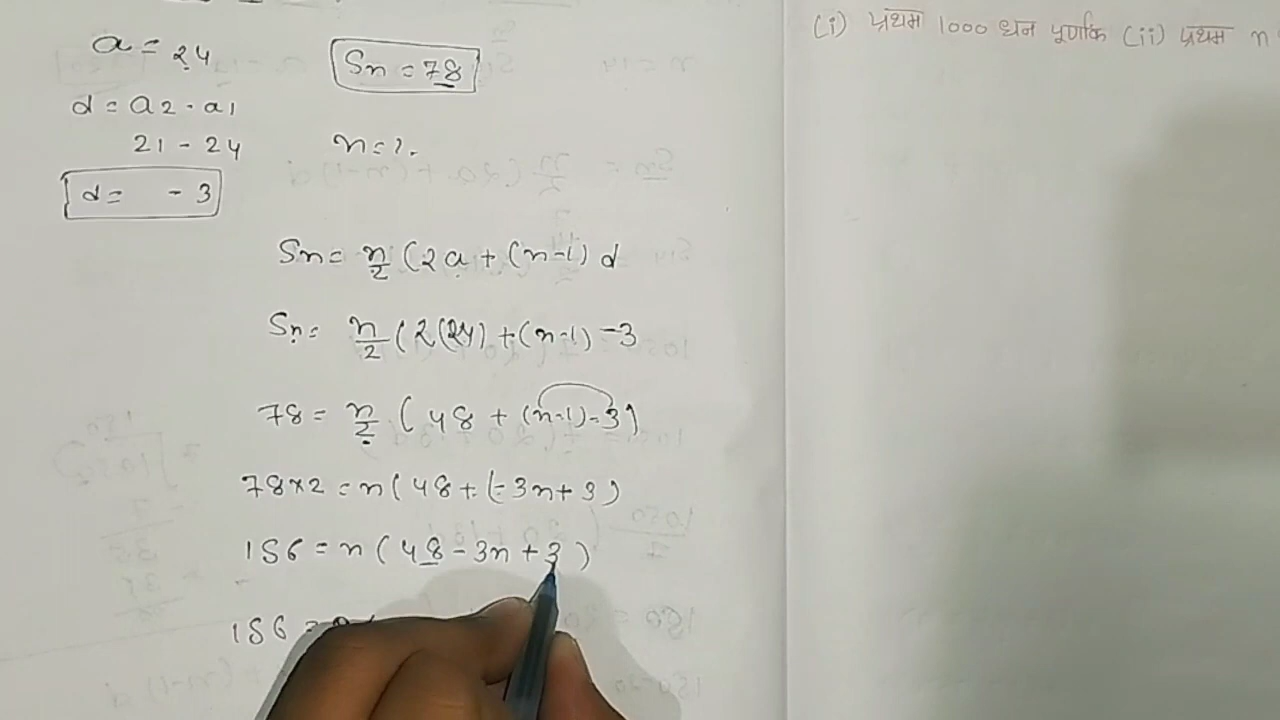 a = 24
Sn = 78
d = a2 - a1
21 - 24
n = ?.
d = - 3
Sn = n/2 (2a + (n-1) d
Sn = n/2 (2(24) + (n-1) -3
78 = n/2 (48 + (n-1) -3)
78×2 = n(48 + (-3n+3)
156 = n(48 - 3n + 3)
156 =
(i) प्रथम 1000 धन पूर्णांक (ii) प्रथम n